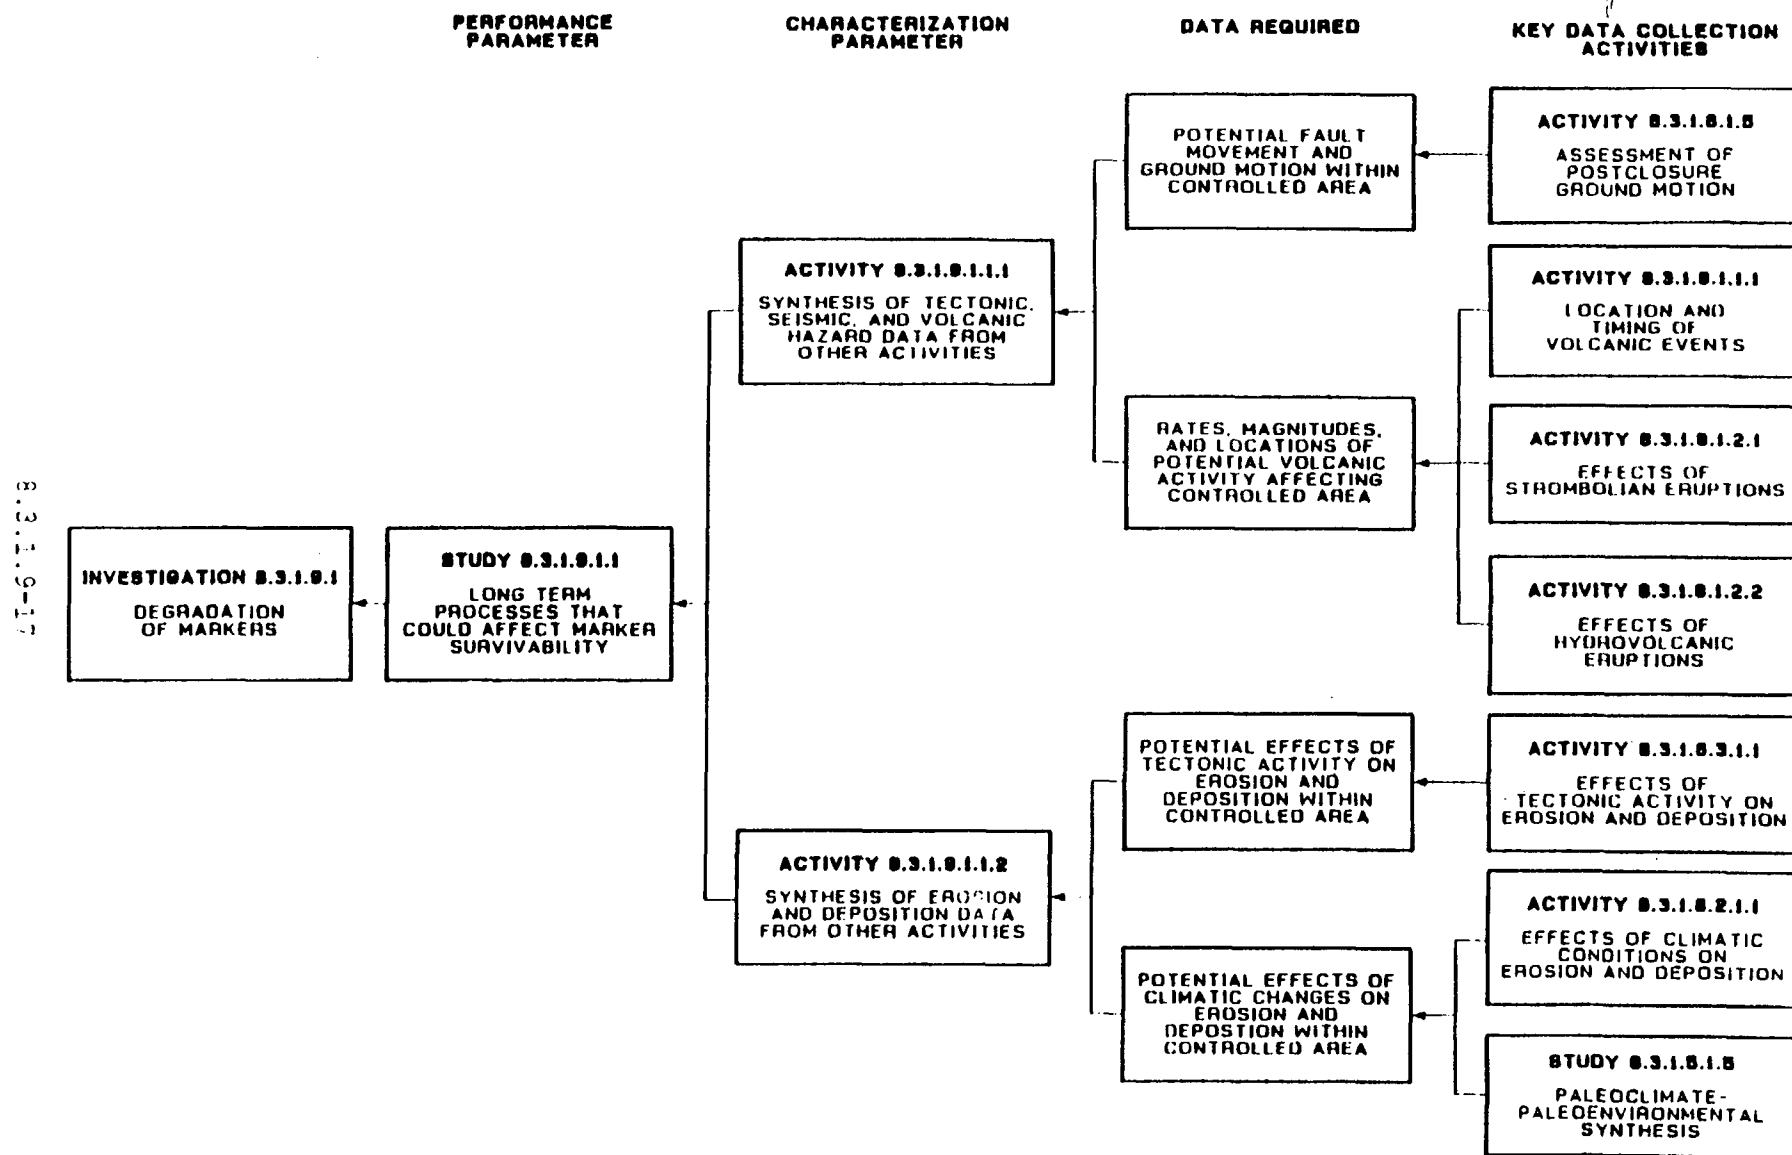 PERFORMANCE
PARAMETER
CHARACTERIZATION
PARAMETER
DATA REQUIRED
KEY DATA COLLECTION
ACTIVITIES
INVESTIGATION 8.3.1.9.1
DEGRADATION
OF MARKERS
STUDY 8.3.1.9.1.1
LONG TERM
PROCESSES THAT
COULD AFFECT MARKER
SURVIVABILITY
ACTIVITY 8.3.1.9.1.1.1
SYNTHESIS OF TECTONIC,
SEISMIC, AND VOLCANIC
HAZARD DATA FROM
OTHER ACTIVITIES
ACTIVITY 8.3.1.9.1.1.2
SYNTHESIS OF EROSION
AND DEPOSITION DATA
FROM OTHER ACTIVITIES
POTENTIAL FAULT
MOVEMENT AND
GROUND MOTION WITHIN
CONTROLLED AREA
RATES, MAGNITUDES,
AND LOCATIONS OF
POTENTIAL VOLCANIC
ACTIVITY AFFECTING
CONTROLLED AREA
POTENTIAL EFFECTS OF
TECTONIC ACTIVITY ON
EROSION AND
DEPOSITION WITHIN
CONTROLLED AREA
POTENTIAL EFFECTS OF
CLIMATIC CHANGES ON
EROSION AND
DEPOSTION WITHIN
CONTROLLED AREA
ACTIVITY
ASSESSMENT OF
POSTCLOSURE
GROUND MOTION
ACTIVITY 8.3.1.8.1.1.1
LOCATION AND
TIMING OF
VOLCANIC EVENTS
ACTIVITY 8.3.1.8.1.2.1
EFFECTS OF
STROMBOLIAN ERUPTIONS
ACTIVITY 8.3.1.8.1.2.2
EFFECTS OF
HYDROVOLCANIC
ERUPTIONS
ACTIVITY 8.3.1.6.3.1.1
EFFECTS OF
TECTONIC ACTIVITY ON
EROSION AND DEPOSITION
ACTIVITY 8.3.1.6.2.1.1
EFFECTS OF CLIMATIC
CONDITIONS ON
EROSION AND DEPOSITION
STUDY 8.3.1.5.1.5
PALEOCLIMATE-
PALEOENVIRONMENTAL
SYNTHESIS
8.3.1.9-17